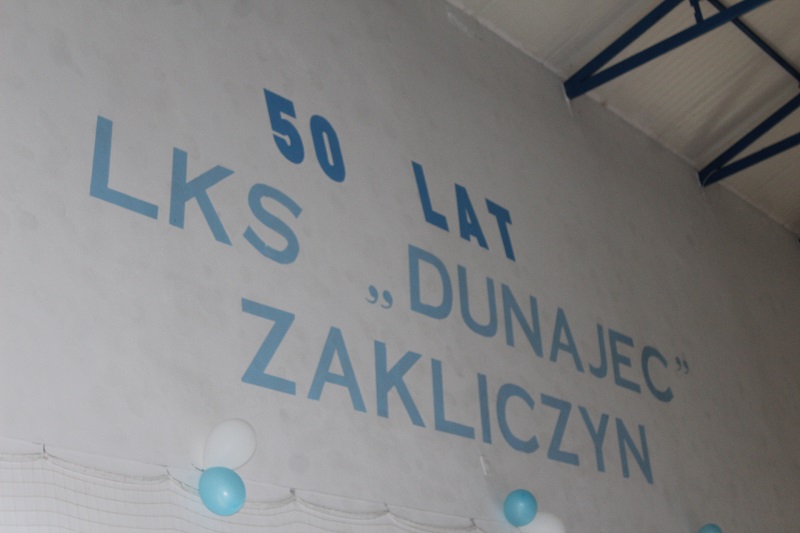 50 LAT
LKS „DUNAJEC”
ZAKLICZYN